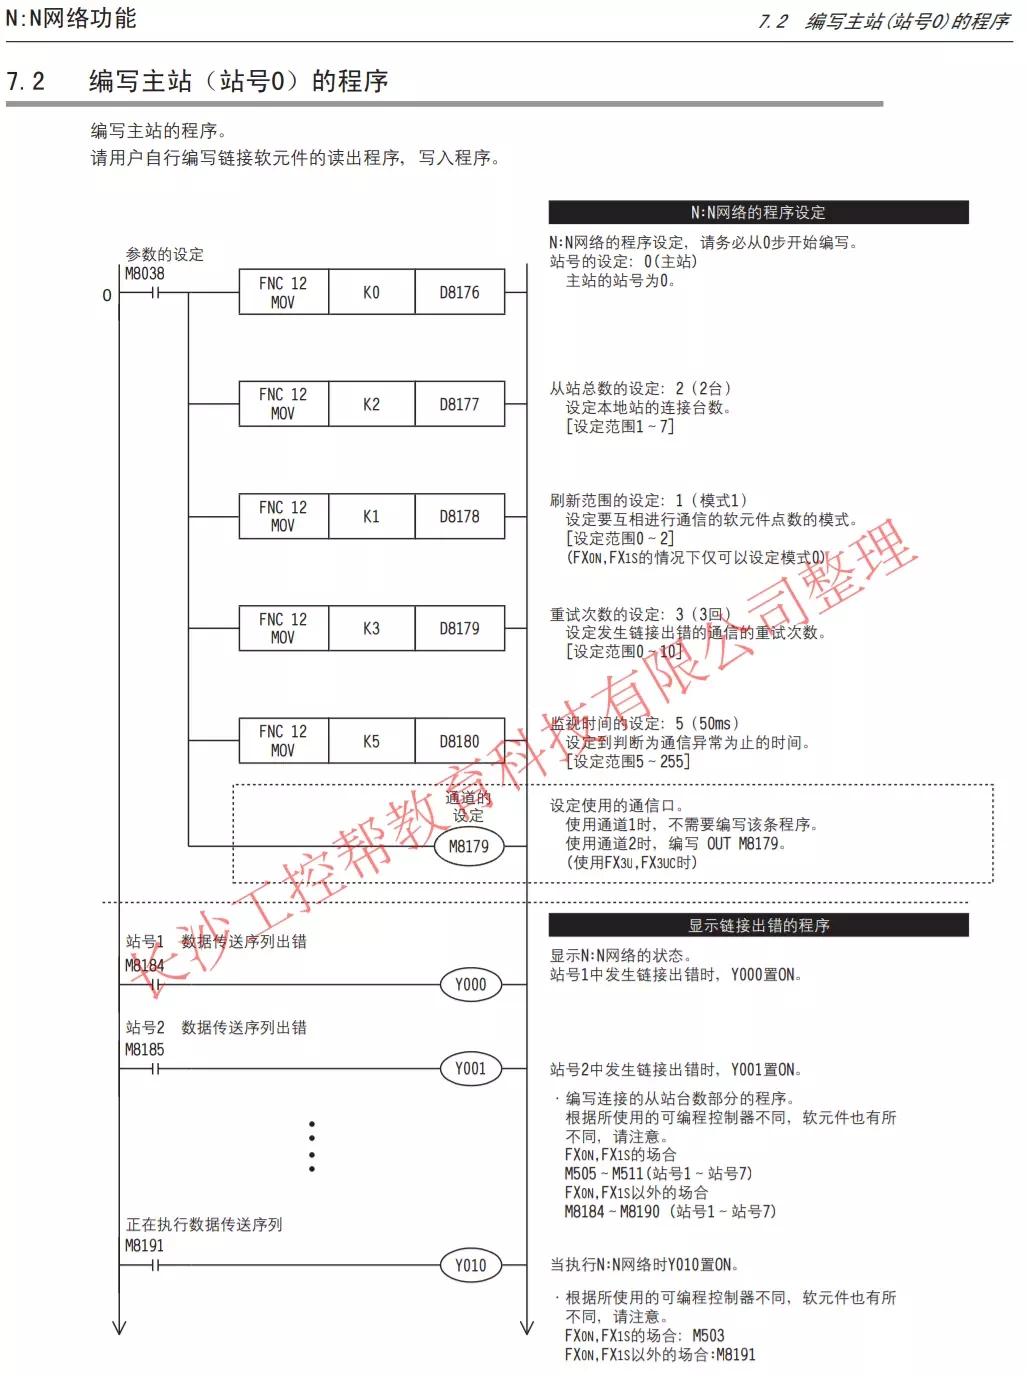 N:N网络功能
7.2 编写主站(站号0)的程序
7.2 编写主站（站号0）的程序
编写主站的程序。
请用户自行编写链接软元件的读出程序，写入程序。
N:N网络的程序设定
N:N网络的程序设定，请务必从0步开始编写。
站号的设定：0(主站)
主站的站号为0。
参数的设定
M8038
0
FNC 12
MOV
K0
D8176
从站总数的设定：2（2台）
设定本地站的连接台数。
[设定范围1～7]
FNC 12
MOV
K2
D8177
刷新范围的设定：1（模式1）
设定要互相进行通信的软元件点数的模式。
[设定范围0～2]
(FX0N,FX1S的情况下仅可以设定模式0)
FNC 12
MOV
K1
D8178
重试次数的设定：3（3回）
设定发生链接出错的通信的重试次数。
[设定范围0～10]
FNC 12
MOV
K3
D8179
监视时间的设定：5（50ms）
设定到判断为通信异常为止的时间。
[设定范围5～255]
FNC 12
MOV
K5
D8180
通道的
设定
M8179
设定使用的通信口。
使用通道1时，不需要编写该条程序。
使用通道2时，编写 OUT M8179。
(使用FX3U,FX3UC时)
显示链接出错的程序
显示N:N网络的状态。
站号1中发生链接出错时，Y000置ON。
站号1 数据传送序列出错
M8184
Y000
站号2 数据传送序列出错
M8185
Y001
站号2中发生链接出错时，Y001置ON。
·编写连接的从站台数部分的程序。
根据所使用的可编程控制器不同，软元件也有所
不同，请注意。
FX0N,FX1S的场合
M505～M511(站号1～站号7)
FX0N,FX1S以外的场合
M8184～M8190 (站号1～站号7)
正在执行数据传送序列
M8191
Y010
当执行N:N网络时Y010置ON。
·根据所使用的可编程控制器不同，软元件也有所
不同，请注意。
FX0N,FX1S的场合：M503
FX0N,FX1S以外的场合:M8191
长沙工控帮教育科技有限公司整理